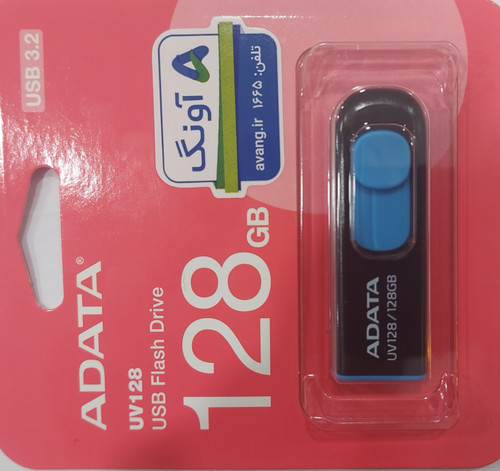 USB 3.2
آونگ
avang.ir
تلفن: ۱۶۶۵
ADATA®
UV128
USB Flash Drive
128GB
ADATA
UV128/128GB